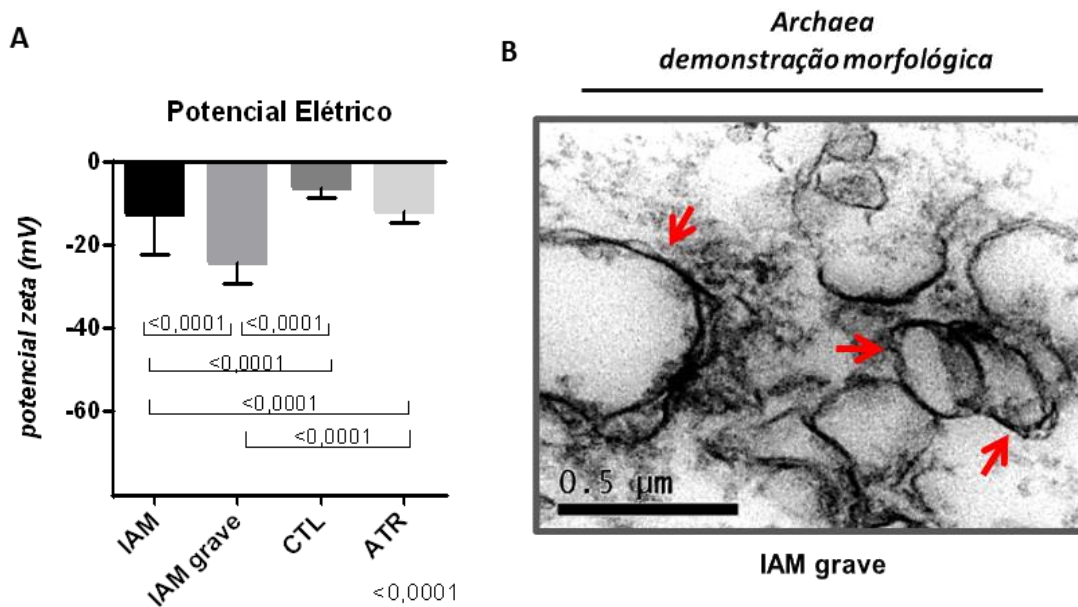 A
Potencial Elétrico
potencial zeta (mV)
0
-20
-40
-60
<0,0001 <0,0001
<0,0001
<0,0001
<0,0001
IAM
IAM grave
CTL
ATR
<0,0001
B
Archaea
demonstração morfológica
0.5 µm
IAM grave